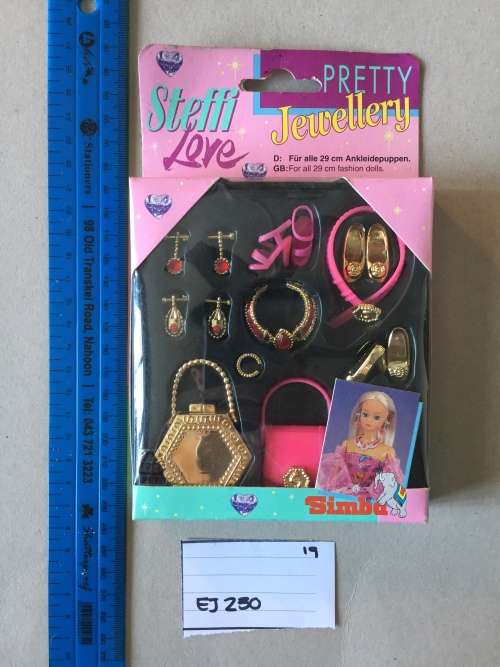 Steffi
Love
PRETTY
Jewellery
D: Für alle 29 cm Ankleidepuppen.
GB: For all 29 cm fashion dolls.
Simba
19
EJ 250
Stationers
98 Old Transkei Road, Nahoon
Tel: 043 721 3223